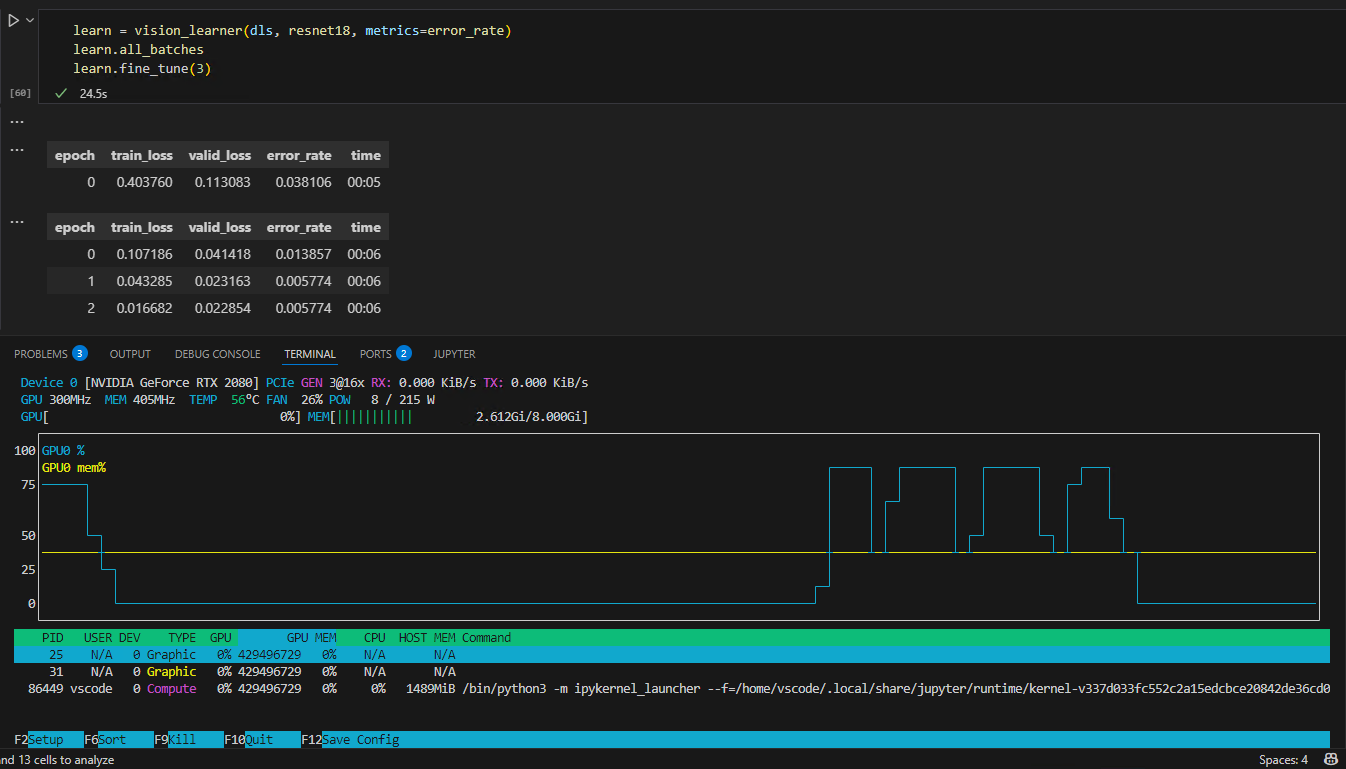 learn = vision_learner(dls, resnet18, metrics=error_rate)
learn.all_batches
learn.fine_tune(3)
[60] 24.5s
...
...
epoch train_loss valid_loss error_rate time
0 0.403760 0.113083 0.038106 00:05
...
epoch train_loss valid_loss error_rate time
0 0.107186 0.041418 0.013857 00:06
1 0.043285 0.023163 0.005774 00:06
2 0.016682 0.022854 0.005774 00:06
PROBLEMS 3 OUTPUT DEBUG CONSOLE TERMINAL PORTS 2 JUPYTER
Device 0 [NVIDIA GeForce RTX 2080] PCIe GEN 3@16x RX: 0.000 KiB/s TX: 0.000 KiB/s
GPU 300MHz MEM 405MHz TEMP 56°C FAN 26% POW 8 / 215 W
GPU[ 0%] MEM[||||||||||| 2.612Gi/8.000Gi]
100 GPU0 %
GPU0 mem%
75
50
25
0
PID USER DEV TYPE GPU GPU MEM CPU HOST MEM Command
25 N/A 0 Graphic 0% 429496729 0% N/A N/A
31 N/A 0 Graphic 0% 429496729 0% N/A N/A
86449 vscode 0 Compute 0% 429496729 0% 0% 1489MiB /bin/python3 -m ipykernel_launcher --f=/home/vscode/.local/share/jupyter/runtime/kernel-v337d033fc552c2a15edcbce20842de36cd0
F2Setup F6Sort F9Kill F10Quit F12Save Config
nd 13 cells to analyze Spaces: 4